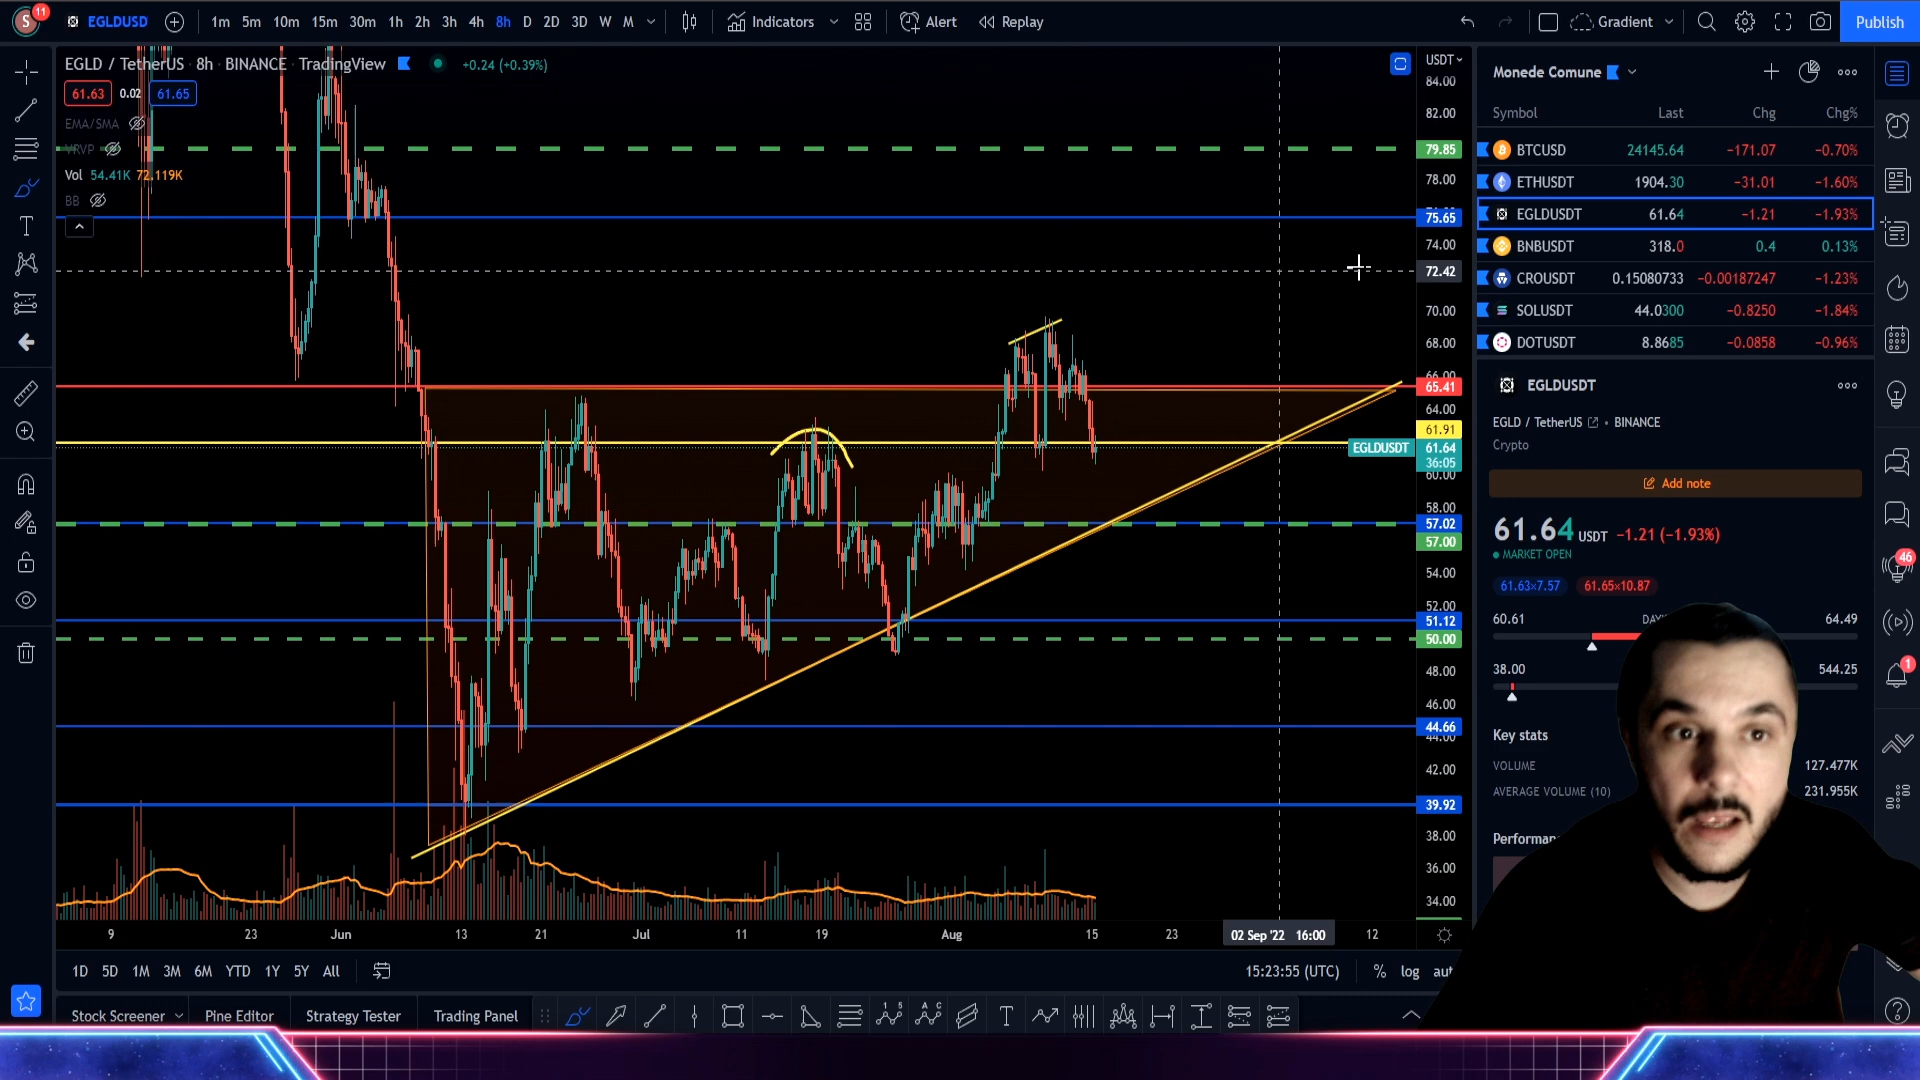 S 11 EGLDUSD 1m 5m 10m 15m 30m 1h 2h 3h 4h 8h D 2D 3D W M Indicators Alert Replay Gradient Publish
EGLD / TetherUS 8h · BINANCE TradingView +0.24 (+0.39%)
61.63 0.02 61.65
EMA/SMA
VRVP
Vol 54.41K 72.119K
BB
USDT
84.00
82.00
79.85
78.00
75.65
74.00
72.42
70.00
68.00
66.00
65.41
64.00
61.91
EGLDUSDT 61.64
36:05
60.00
58.00
57.02
57.00
54.00
52.00
51.12
50.00
48.00
46.00
44.66
44.00
42.00
39.92
38.00
36.00
34.00
9 23 Jun 13 21 Jul 11 19 Aug 15 23 02 Sep '22 16:00 12
1D 5D 1M 3M 6M YTD 1Y 5Y All 15:23:55 (UTC) % log
Stock Screener Pine Editor Strategy Tester Trading Panel
Monede Comune
Symbol Last Chg Chg%
BTCUSD 24145.64 −171.07 −0.70%
ETHUSDT 1904.30 −31.01 −1.60%
EGLDUSDT 61.64 −1.21 −1.93%
BNBUSDT 318.0 0.4 0.13%
CROUSDT 0.15080733 −0.00187247 −1.23%
SOLUSDT 44.0300 −0.8250 −1.84%
DOTUSDT 8.8685 −0.0858 −0.96%
EGLDUSDT
EGLD / TetherUS • BINANCE
Crypto
Add note
61.64 USDT −1.21 (−1.93%)
MARKET OPEN
61.63×7.57 61.65×10.87
60.61 64.49
38.00 544.25
Key stats
VOLUME 127.477K
AVERAGE VOLUME (10) 231.955K
46
1